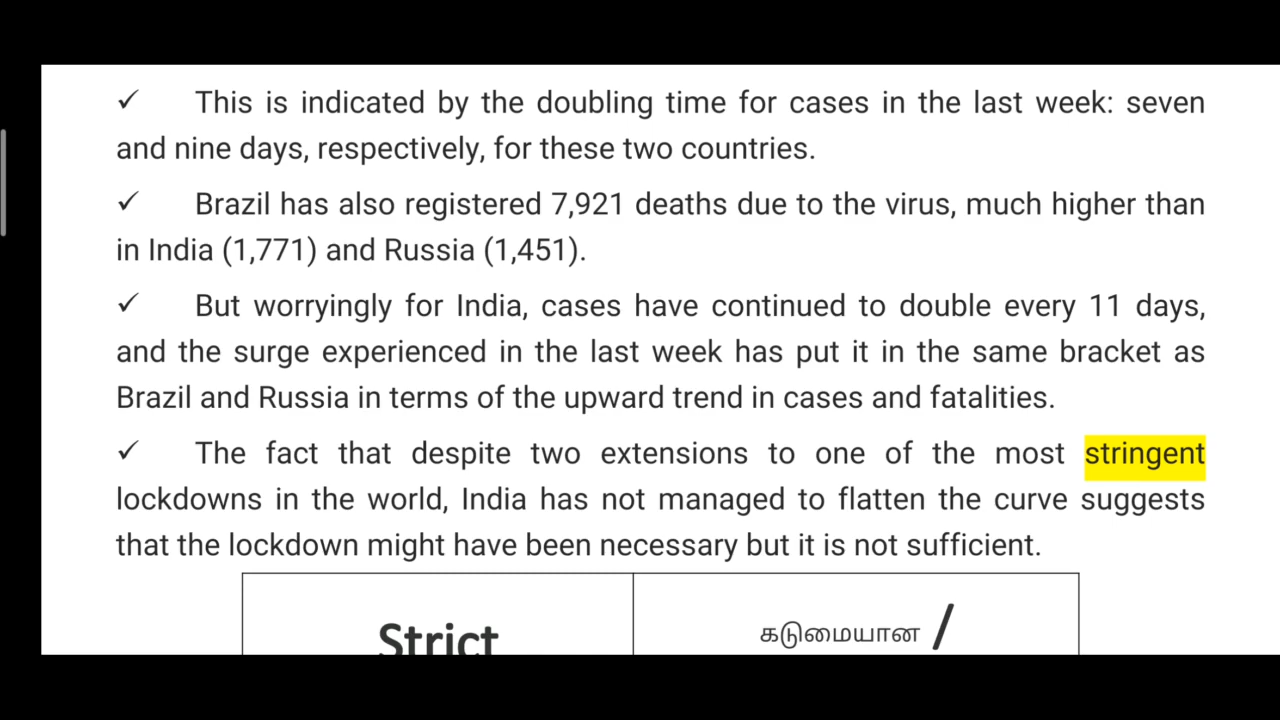 ✓ This is indicated by the doubling time for cases in the last week: seven
and nine days, respectively, for these two countries.
✓ Brazil has also registered 7,921 deaths due to the virus, much higher than
in India (1,771) and Russia (1,451).
✓ But worryingly for India, cases have continued to double every 11 days,
and the surge experienced in the last week has put it in the same bracket as
Brazil and Russia in terms of the upward trend in cases and fatalities.
✓ The fact that despite two extensions to one of the most stringent
lockdowns in the world, India has not managed to flatten the curve suggests
that the lockdown might have been necessary but it is not sufficient.
Strict கடுமையான /